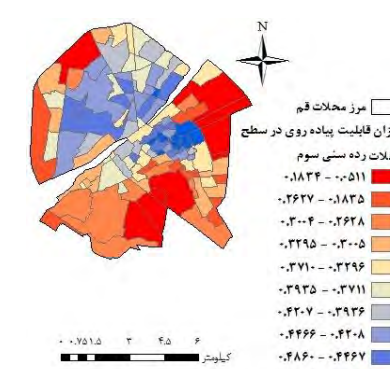 N
مرز محلات قم
زان قابلیت پیاده روی در سطح
لات رده سنی سوم
۰.۱۸۳۴ - ۰.۰۵۱۱
۰.۲۶۲۷ - ۰.۱۸۳۵
۰.۳۰۰۴ - ۰.۲۶۲۸
۰.۳۲۹۵ - ۰.۳۰۰۵
۰.۳۷۱۰ - ۰.۳۲۹۶
۰.۳۹۳۵ - ۰.۳۷۱۱
۰.۴۲۰۷ - ۰.۳۹۳۶
۰.۴۴۶۶ - ۰.۴۲۰۸
۰.۴۸۶۰ - ۰.۴۴۶۷
۰ ۰.۷۵۱.۵ ۳ ۴.۵ ۶
کیلومتر